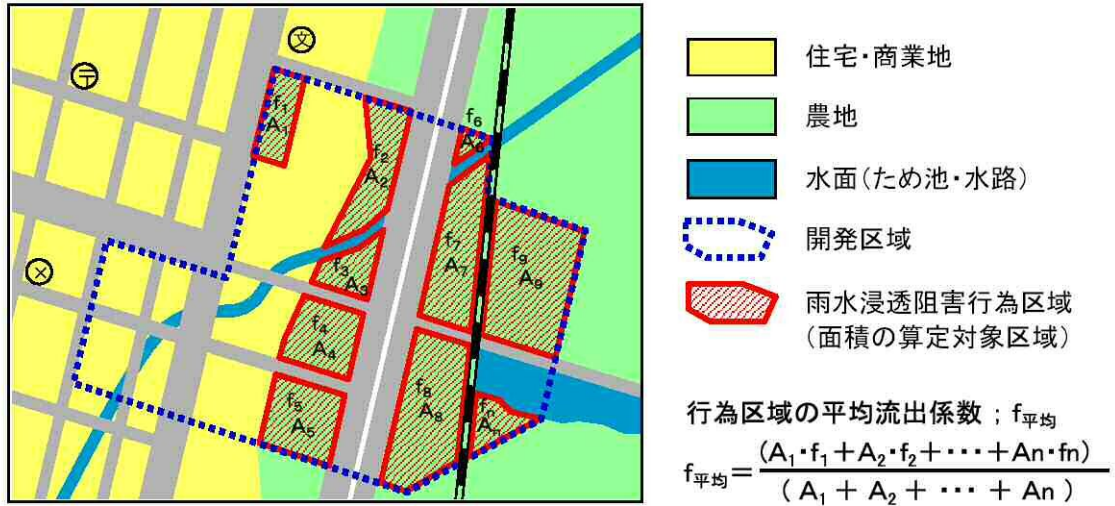 文
〒
f1
A1
f2
A2
f3
A3
f4
A4
f5
A5
f6
A6
f7
A7
f8
A8
f9
A9
fn
An
住宅・商業地
農地
水面(ため池・水路)
開発区域
雨水浸透阻害行為区域
(面積の算定対象区域)
行為区域の平均流出係数 ; f平均
f平均= (A1・f1+A2・f2+・・・+An・fn)
( A1 + A2 + ・・・ + An )